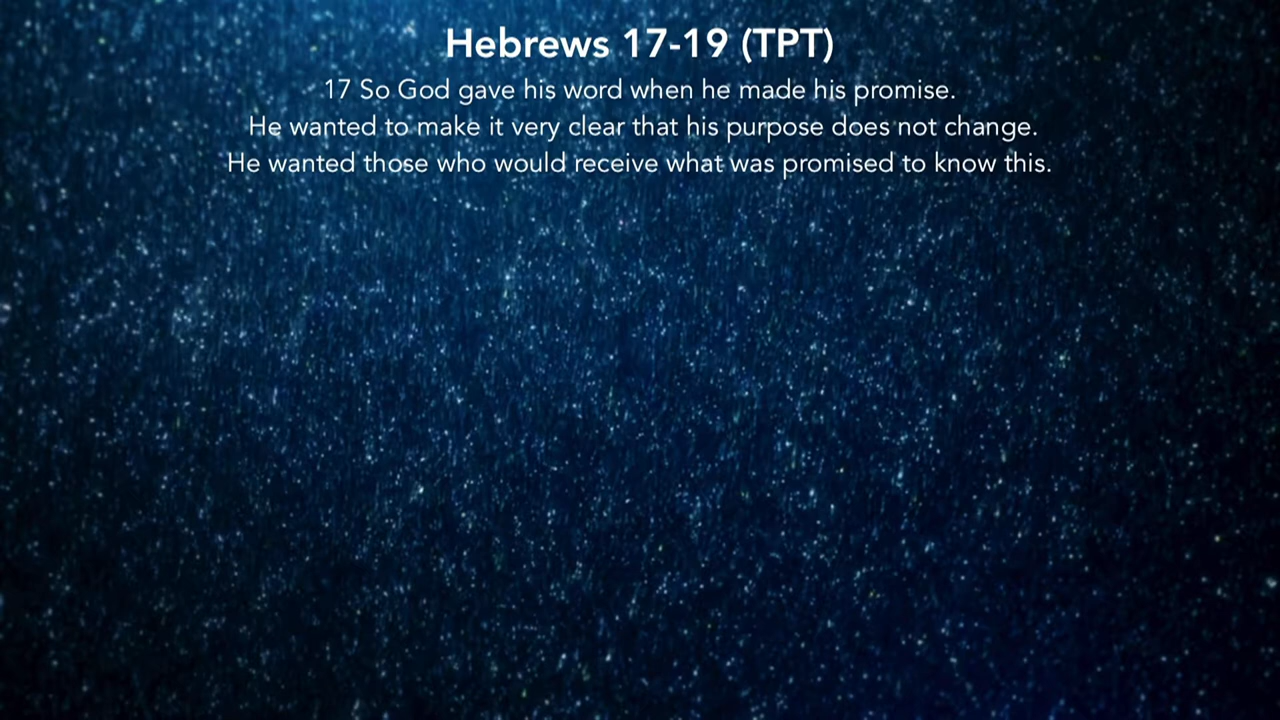 Hebrews 17-19 (TPT)
17 So God gave his word when he made his promise.
He wanted to make it very clear that his purpose does not change.
He wanted those who would receive what was promised to know this.